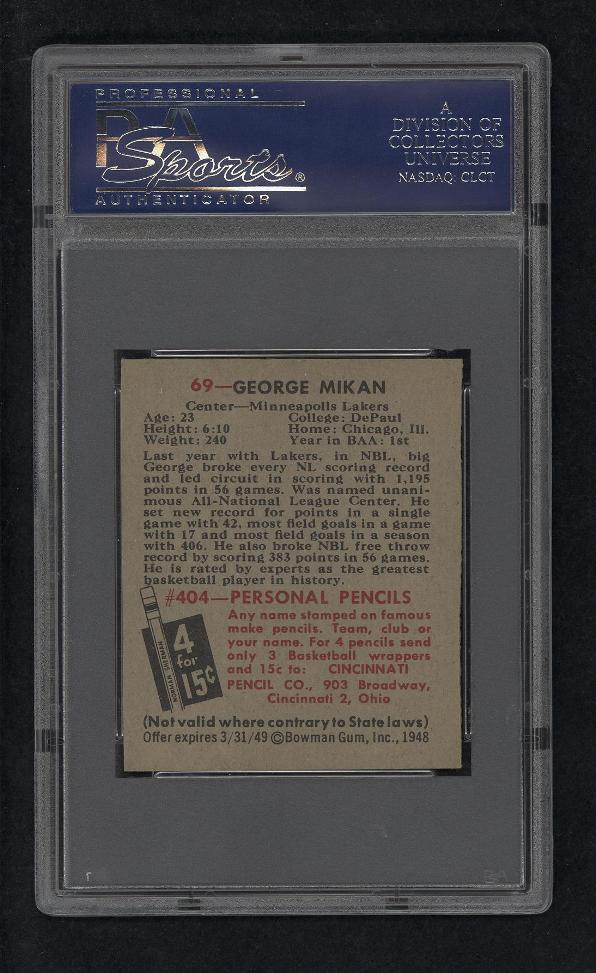 PROFESSIONAL
PSA
Sports®
AUTHENTICATOR
A
DIVISION OF
COLLECTORS
UNIVERSE
NASDAQ: CLCT
69—GEORGE MIKAN
Center—Minneapolis Lakers
Age: 23 College: DePaul
Height: 6:10 Home: Chicago, Ill.
Weight: 240 Year in BAA: 1st
Last year with Lakers, in NBL, big
George broke every NL scoring record
and led circuit in scoring with 1,195
points in 56 games. Was named unani-
mous All-National League Center. He
set new record for points in a single
game with 42, most field goals in a game
with 17 and most field goals in a season
with 406. He also broke NBL free throw
record by scoring 383 points in 56 games.
He is rated by experts as the greatest
basketball player in history.
#404—PERSONAL PENCILS
Any name stamped on famous
make pencils. Team, club or
your name. For 4 pencils send
only 3 Basketball wrappers
and 15c to: CINCINNATI
PENCIL CO., 903 Broadway,
Cincinnati 2, Ohio
4
for
15¢
NORMAN SHERMAN
(Not valid where contrary to State laws)
Offer expires 3/31/49 ©Bowman Gum, Inc., 1948